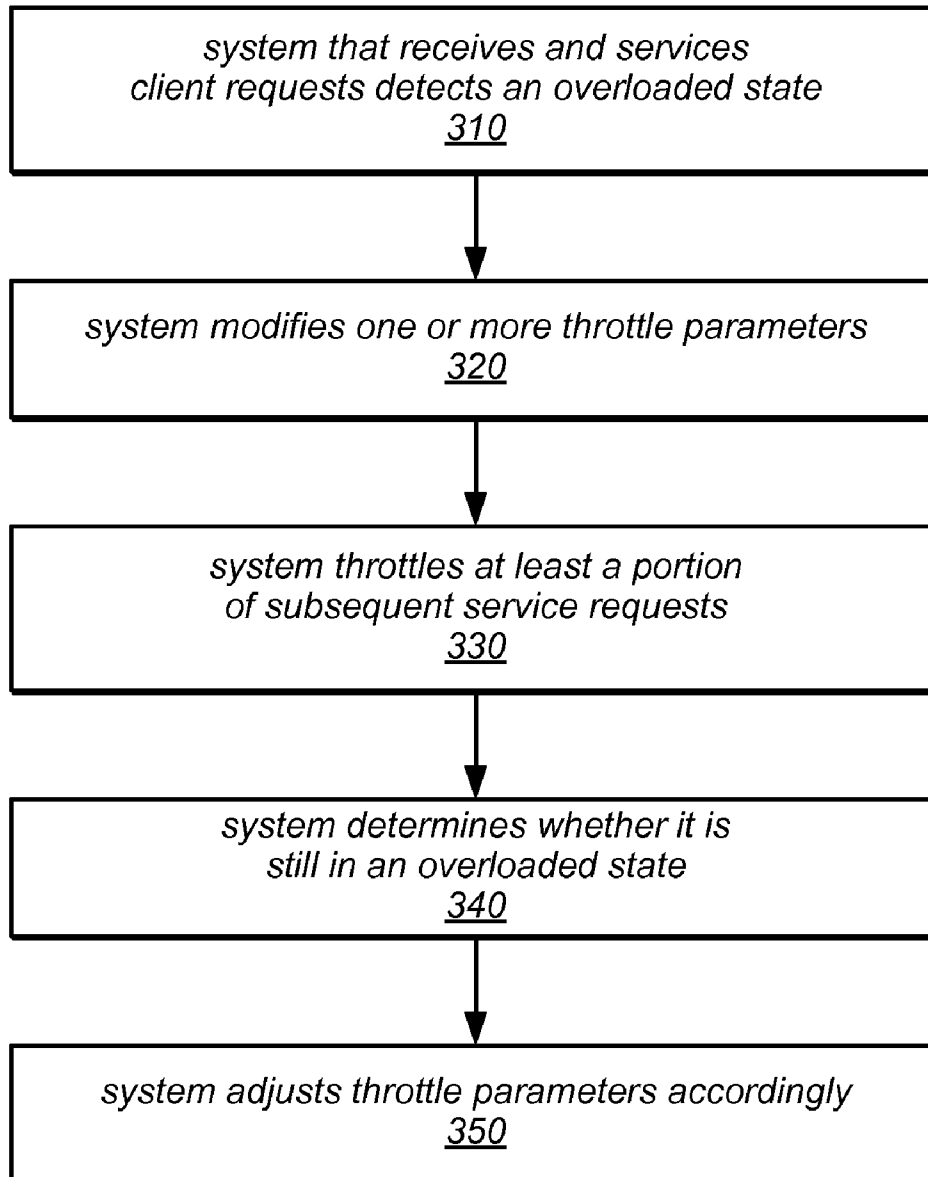 system that receives and services
client requests detects an overloaded state
310
system modifies one or more throttle parameters
320
system throttles at least a portion
of subsequent service requests
330
system determines whether it is
still in an overloaded state
340
system adjusts throttle parameters accordingly
350